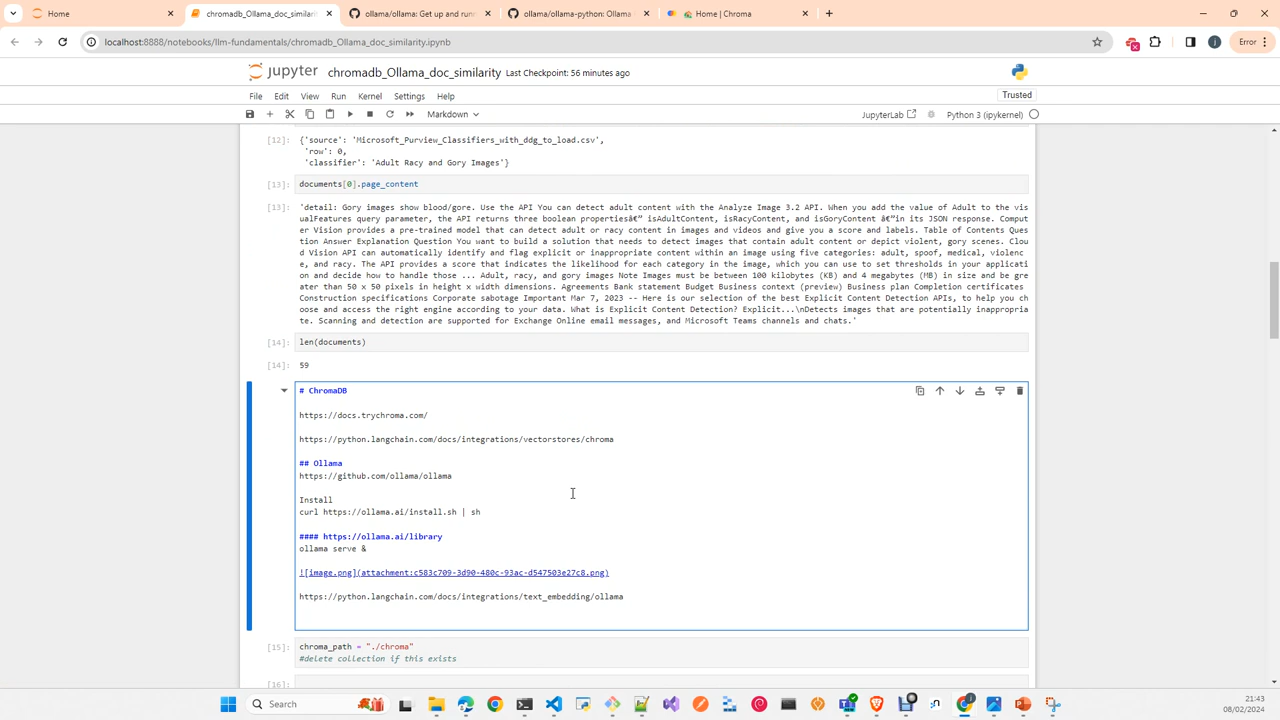 Home
chromadb_Ollama_doc_similarit
ollama/ollama: Get up and runn
ollama/ollama-python: Ollama
Home | Chroma
localhost:8888/notebooks/llm-fundamentals/chromadb_Ollama_doc_similarity.ipynb
Error
jupyter chromadb_Ollama_doc_similarity Last Checkpoint: 56 minutes ago
File Edit View Run Kernel Settings Help
Trusted
Markdown
JupyterLab
Python 3 (ipykernel)
[12]: {'source': 'Microsoft_Purview_Classifiers_with_ddg_to_load.csv',
'row': 0,
'classifier': 'Adult Racy and Gory Images'}
[13]: documents[0].page_content
[13]: 'detail: Gory images show blood/gore. Use the API You can detect adult content with the Analyze Image 3.2 API. When you add the value of Adult to the vis
ualFeatures query parameter, the API returns three boolean propertiesâ€" isAdultContent, isRacyContent, and isGoryContent â€"in its JSON response. Comput
er Vision provides a pre-trained model that can detect adult or racy content in images and videos and give you a score and labels. Table of Contents Ques
tion Answer Explanation Question You want to build a solution that needs to detect images that contain adult content or depict violent, gory scenes. Clou
d Vision API can automatically identify and flag explicit or inappropriate content within an image using five categories: adult, spoof, medical, violenc
e, and racy. The API provides a score that indicates the likelihood for each category in the image, which you can use to set thresholds in your applicati
on and decide how to handle those ... Adult, racy, and gory images Note Images must be between 100 kilobytes (KB) and 4 megabytes (MB) in size and be gre
ater than 50 x 50 pixels in height x width dimensions. Agreements Bank statement Budget Business context (preview) Business plan Completion certificates
Construction specifications Corporate sabotage Important Mar 7, 2023 -- Here is our selection of the best Explicit Content Detection APIs, to help you ch
oose and access the right engine according to your data. What is Explicit Content Detection? Explicit...\nDetects images that are potentially inappropria
te. Scanning and detection are supported for Exchange Online email messages, and Microsoft Teams channels and chats.'
[14]: len(documents)
[14]: 59
# ChromaDB
https://docs.trychroma.com/
https://python.langchain.com/docs/integrations/vectorstores/chroma
## Ollama
https://github.com/ollama/ollama
Install
curl https://ollama.ai/install.sh | sh
#### https://ollama.ai/library
ollama serve &
![image.png](attachment:c583c709-3d90-480c-93ac-d547503e27c8.png)
https://python.langchain.com/docs/integrations/text_embedding/ollama
[15]: chroma_path = "./chroma"
#delete collection if this exists
[16]:
Search
21:43
08/02/2024